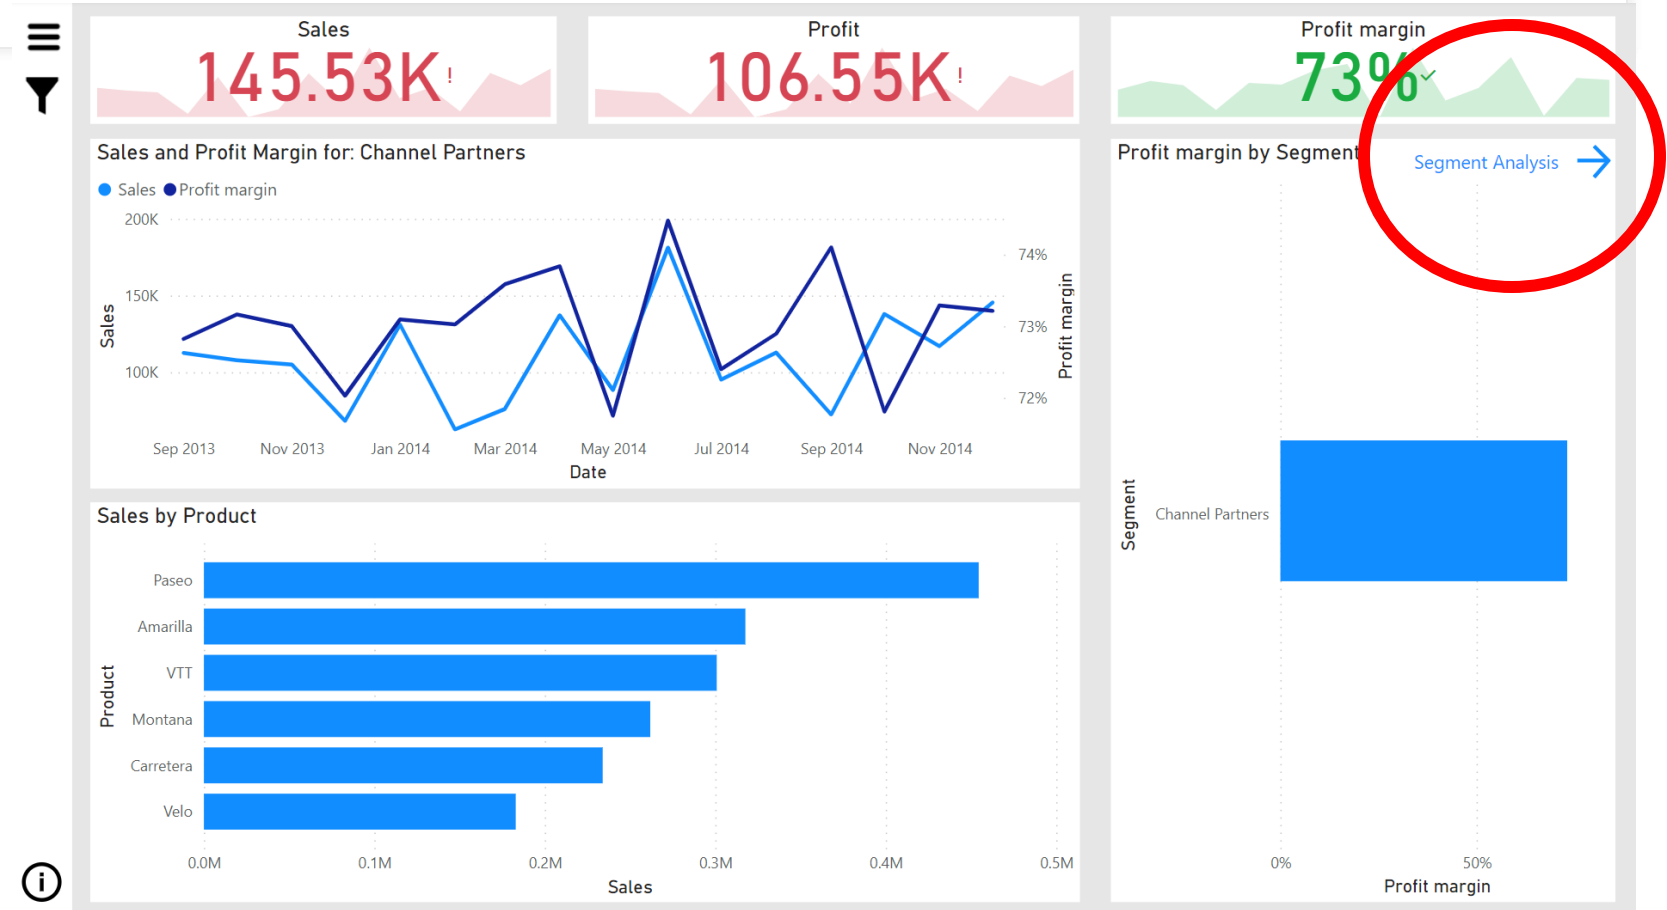 Sales
145.53K!
Profit
106.55K!
Profit margin
73%
Sales and Profit Margin for: Channel Partners
Sales Profit margin
200K
150K
100K
Sales
74%
73%
72%
Profit margin
Sep 2013 Nov 2013 Jan 2014 Mar 2014 May 2014 Jul 2014 Sep 2014 Nov 2014
Date
Profit margin by Segment
Segment Analysis
Segment
Channel Partners
0% 50%
Profit margin
Sales by Product
Product
Paseo
Amarilla
VTT
Montana
Carretera
Velo
0.0M 0.1M 0.2M 0.3M 0.4M 0.5M
Sales
i